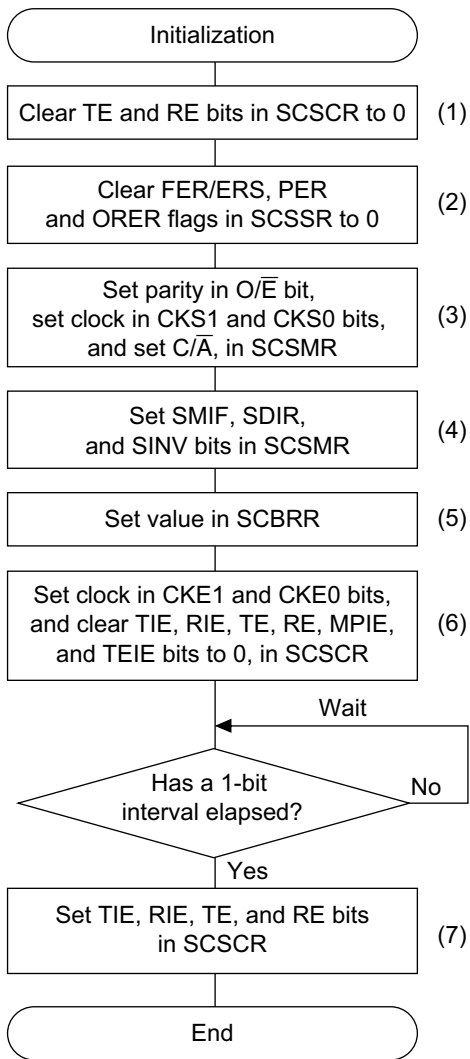 Initialization
Clear TE and RE bits in SCSCR to 0
(1)
Clear FER/ERS, PER
and ORER flags in SCSSR to 0
(2)
Set parity in O/E̅ bit,
set clock in CKS1 and CKS0 bits,
and set C/A̅, in SCSMR
(3)
Set SMIF, SDIR,
and SINV bits in SCSMR
(4)
Set value in SCBRR
(5)
Set clock in CKE1 and CKE0 bits,
and clear TIE, RIE, TE, RE, MPIE,
and TEIE bits to 0, in SCSCR
(6)
Wait
Has a 1-bit
interval elapsed?
No
Yes
Set TIE, RIE, TE, and RE bits
in SCSCR
(7)
End